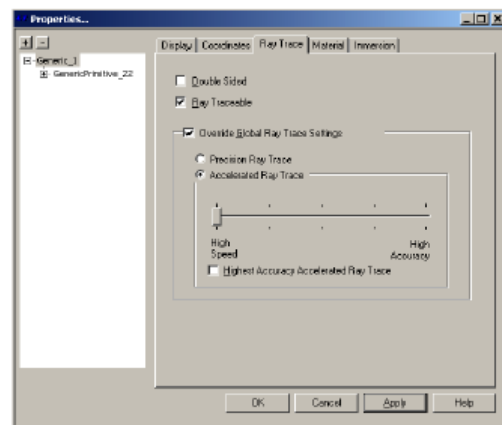 Properties...
Display
Coordinates
Ray Trace
Material
Immersion
Generic_1
GenericPrimitive_22
Double Sided
Ray Traceable
Override Global Ray Trace Settings
Precision Ray Trace
Accelerated Ray Trace
High Speed
High Accuracy
Highest Accuracy Accelerated Ray Trace
OK
Cancel
Apply
Help